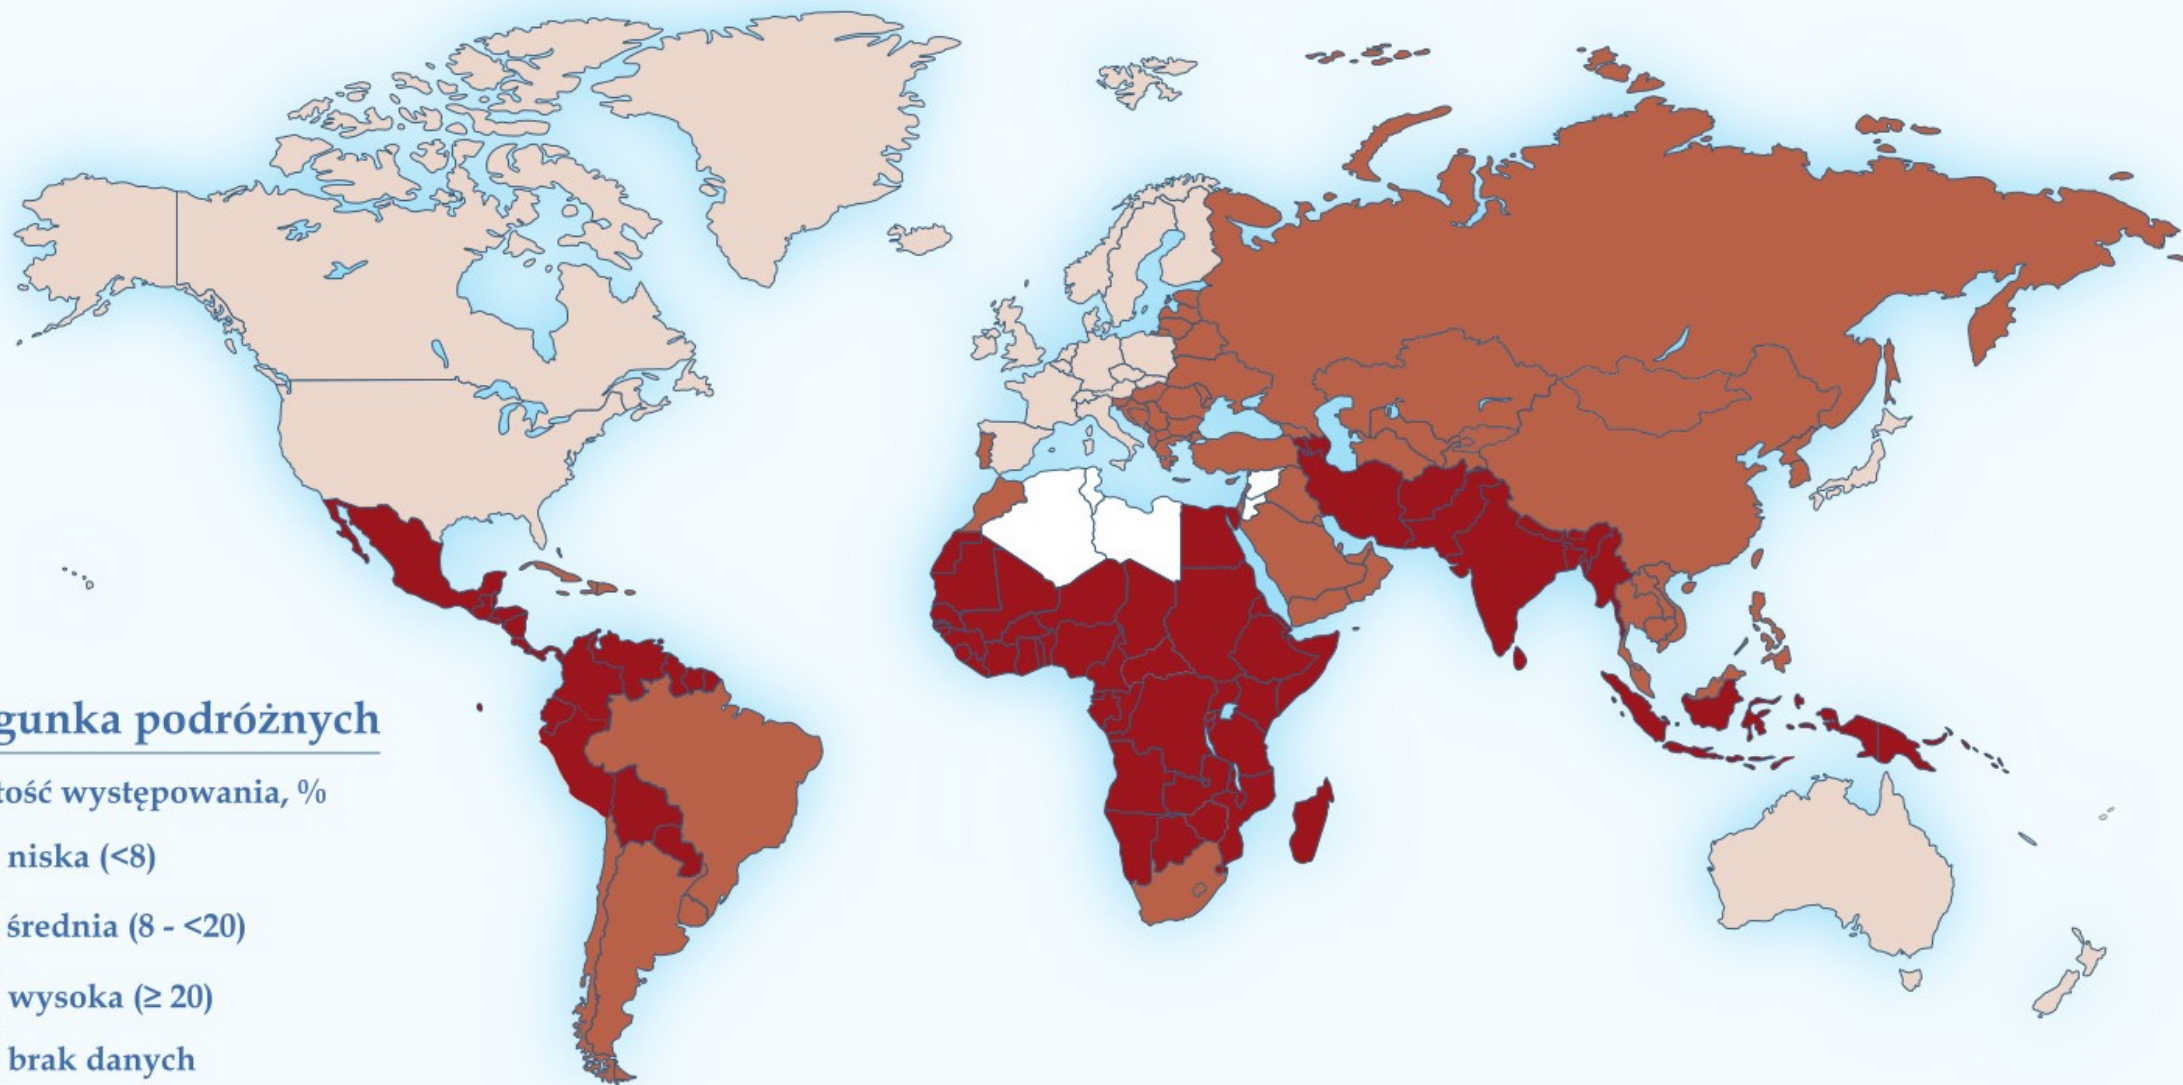 gunka podróżnych
tość występowania, %
niska (<8)
średnia (8 - <20)
wysoka (≥ 20)
brak danych